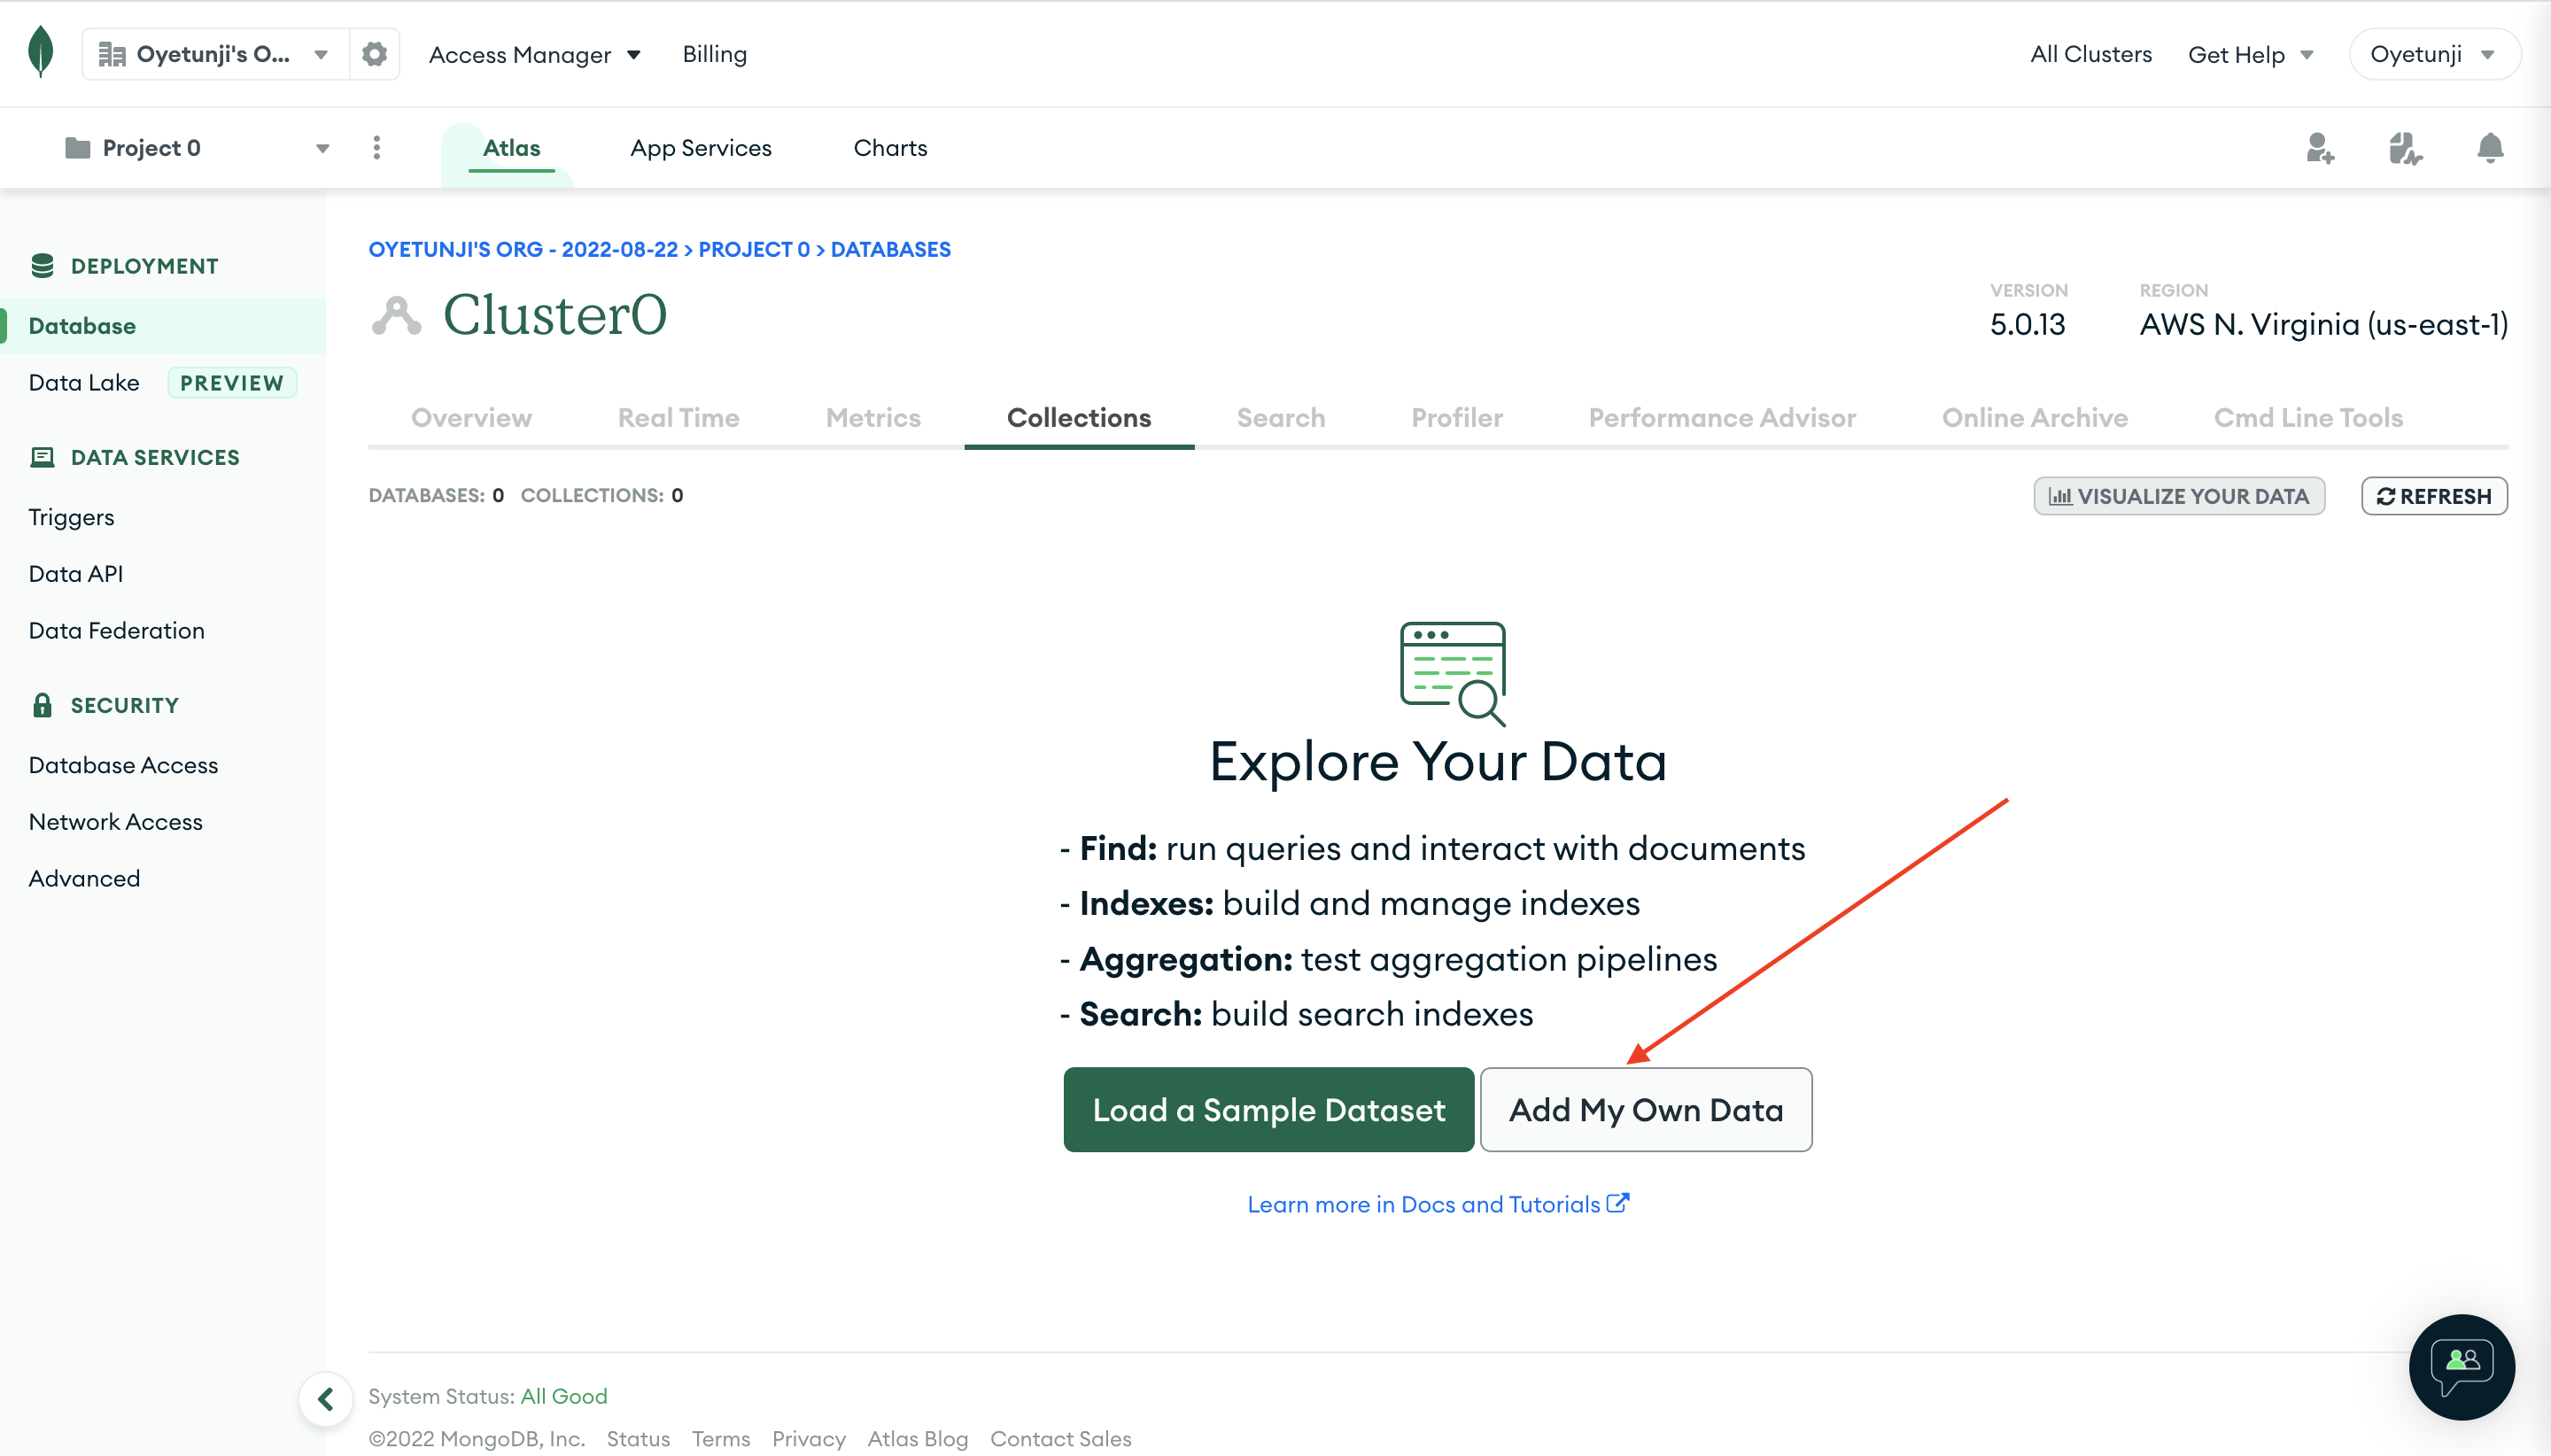 Oyetunji's O...
Access Manager
Billing
All Clusters
Get Help
Oyetunji
Project 0
Atlas
App Services
Charts
DEPLOYMENT
Database
Data Lake
PREVIEW
DATA SERVICES
Triggers
Data API
Data Federation
SECURITY
Database Access
Network Access
Advanced
OYETUNJI'S ORG - 2022-08-22 > PROJECT 0 > DATABASES
Cluster0
VERSION
5.0.13
REGION
AWS N. Virginia (us-east-1)
Overview
Real Time
Metrics
Collections
Search
Profiler
Performance Advisor
Online Archive
Cmd Line Tools
DATABASES: 0 COLLECTIONS: 0
VISUALIZE YOUR DATA
REFRESH
Explore Your Data
- Find: run queries and interact with documents
- Indexes: build and manage indexes
- Aggregation: test aggregation pipelines
- Search: build search indexes
Load a Sample Dataset
Add My Own Data
Learn more in Docs and Tutorials
System Status: All Good
©2022 MongoDB, Inc. Status Terms Privacy Atlas Blog Contact Sales